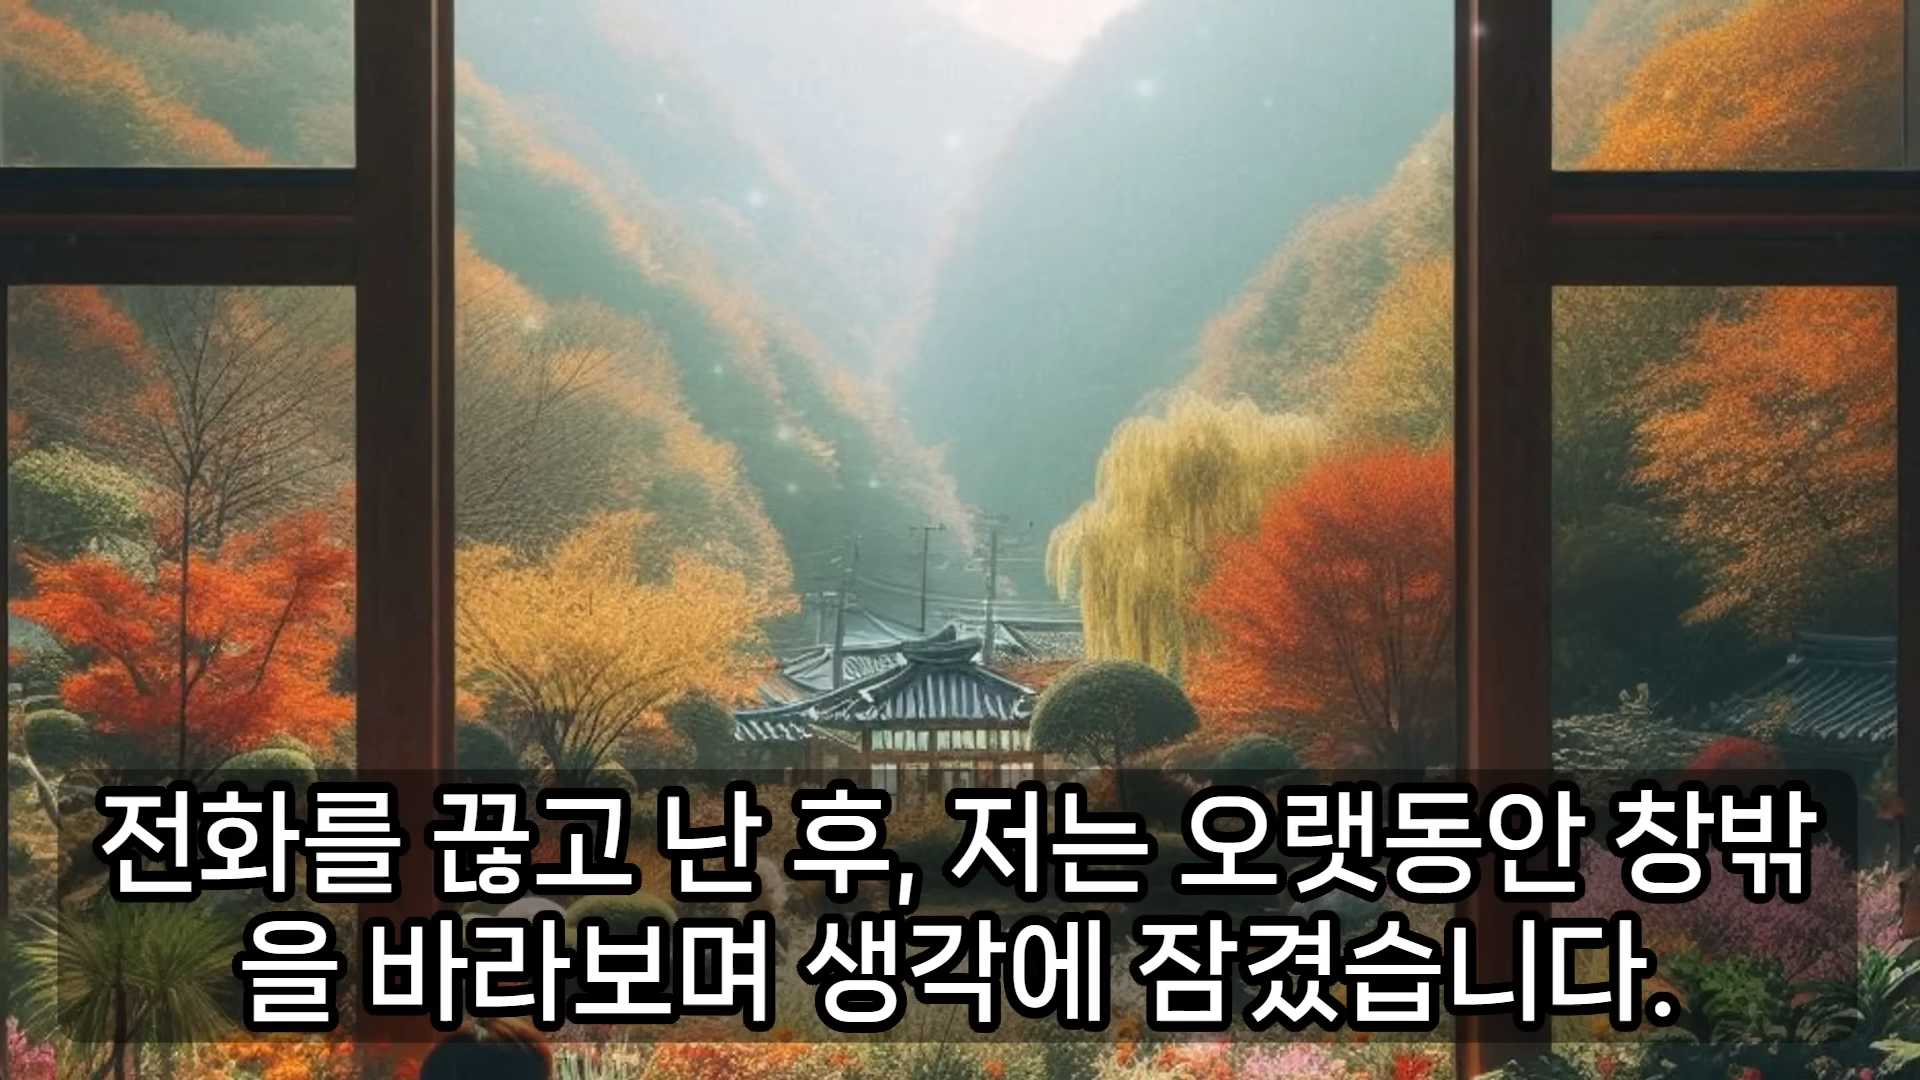 전화를 끊고 난 후, 저는 오랫동안 창밖
을 바라보며 생각에 잠겼습니다.